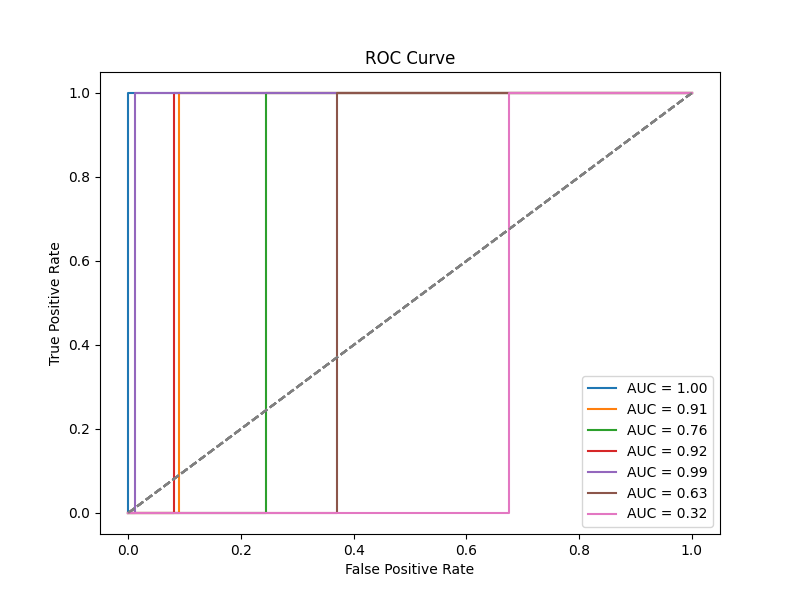 ROC Curve
True Positive Rate
1.0
0.8
0.6
0.4
0.2
0.0
AUC = 1.00
AUC = 0.91
AUC = 0.76
AUC = 0.92
AUC = 0.99
AUC = 0.63
AUC = 0.32
0.0 0.2 0.4 0.6 0.8 1.0
False Positive Rate